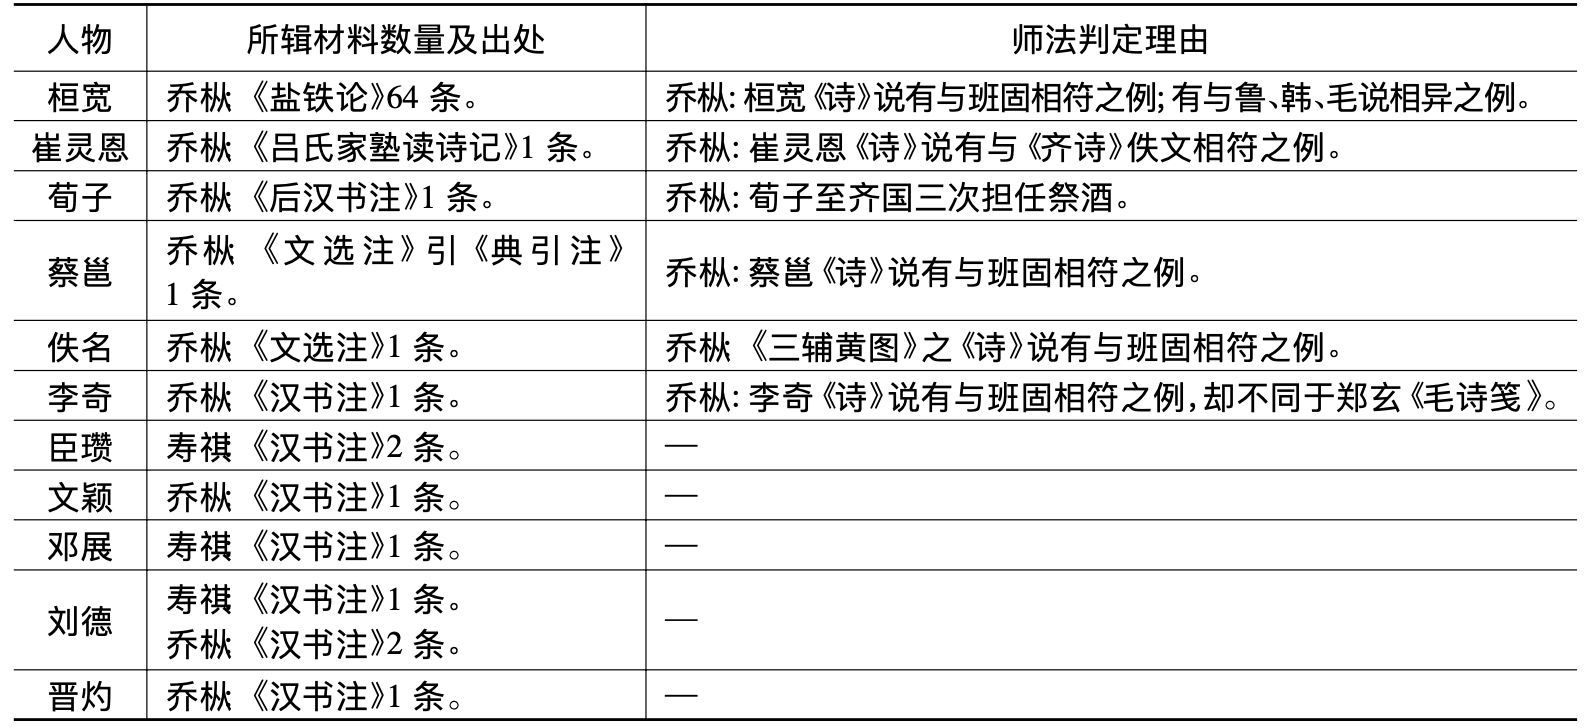 人物 所辑材料数量及出处 师法判定理由
桓宽 乔枞:《盐铁论》64 条。 乔枞:桓宽《诗》说有与班固相符之例;有与鲁、韩、毛说相异之例。
崔灵恩 乔枞:《吕氏家塾读诗记》1 条。 乔枞:崔灵恩《诗》说有与《齐诗》佚文相符之例。
荀子 乔枞:《后汉书注》1 条。 乔枞:荀子至齐国三次担任祭酒。
蔡邕 乔枞:《文选注》引《典引注》
1 条。 乔枞:蔡邕《诗》说有与班固相符之例。
佚名 乔枞:《文选注》1 条。 乔枞:《三辅黄图》之《诗》说有与班固相符之例。
李奇 乔枞:《汉书注》1 条。 乔枞:李奇《诗》说有与班固相符之例,却不同于郑玄《毛诗笺》。
臣瓒 寿祺:《汉书注》2 条。 —
文颖 乔枞:《汉书注》1 条。 —
邓展 寿祺:《汉书注》1 条。 —
刘德 寿祺:《汉书注》1 条。
乔枞:《汉书注》2 条。 —
晋灼 乔枞:《汉书注》1 条。 —